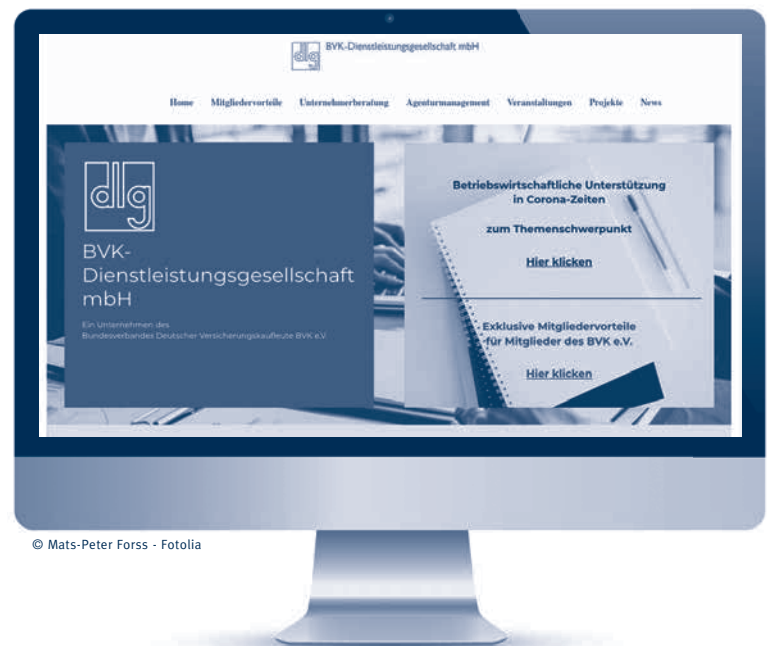 dlg
BVK-Dienstleistungsgesellschaft mbH
Home Mitgliedervorteile Unternehmerberatung Agenturmanagement Veranstaltungen Projekte News
dlg
BVK-
Dienstleistungsgesellschaft
mbH
Ein Unternehmen des
Bundesverbandes Deutscher Versicherungskaufleute BVK e.V.
Betriebswirtschaftliche Unterstützung
in Corona-Zeiten
zum Themenschwerpunkt
Hier klicken
Exklusive Mitgliedervorteile
für Mitglieder des BVK e.V.
Hier klicken
© Mats-Peter Forss - Fotolia